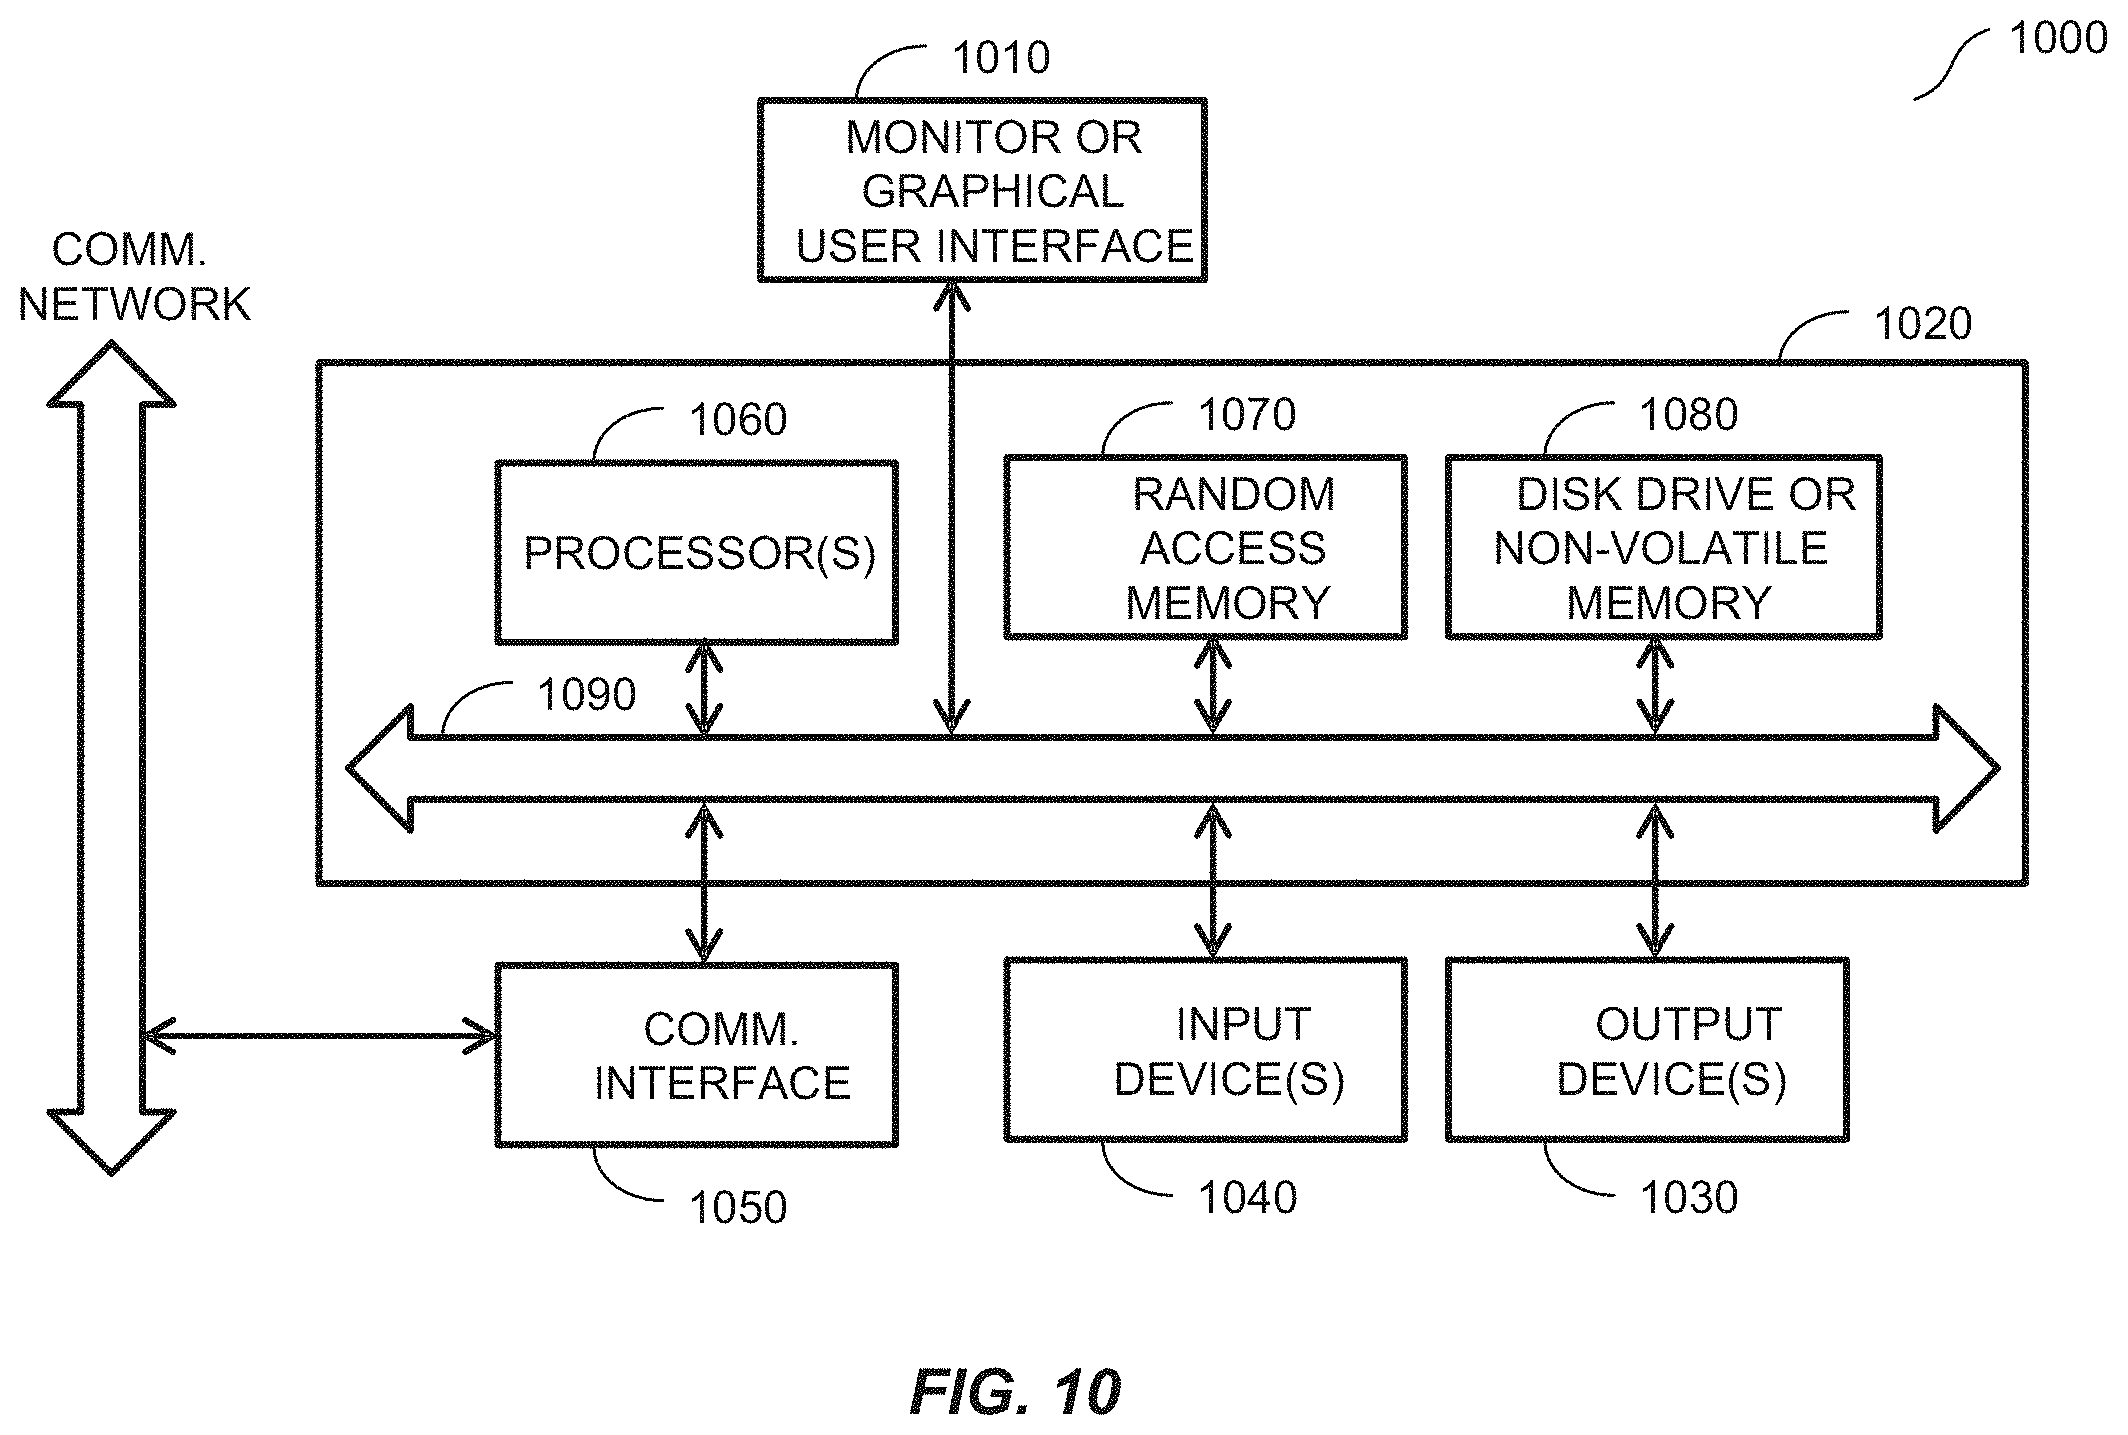 1000
1010
MONITOR OR
GRAPHICAL
USER INTERFACE
COMM.
NETWORK
1020
1060
1070
1080
PROCESSOR(S)
RANDOM
ACCESS
MEMORY
DISK DRIVE OR
NON-VOLATILE
MEMORY
1090
COMM.
INTERFACE
INPUT
DEVICE(S)
OUTPUT
DEVICE(S)
1050
1040
1030
FIG. 10